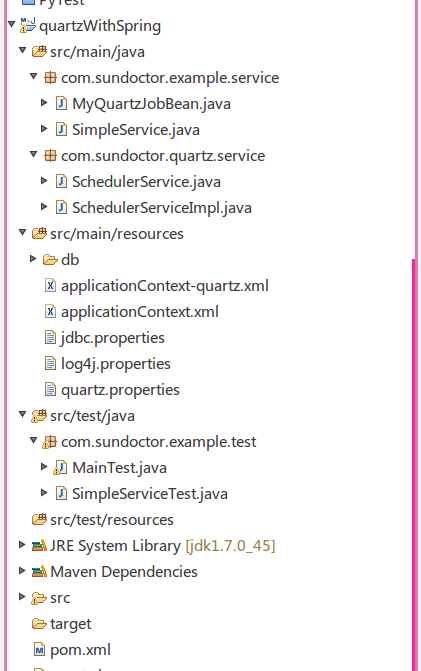 PyTest
quartzWithSpring
src/main/java
com.sundoctor.example.service
MyQuartzJobBean.java
SimpleService.java
com.sundoctor.quartz.service
SchedulerService.java
SchedulerServiceImpl.java
src/main/resources
db
applicationContext-quartz.xml
applicationContext.xml
jdbc.properties
log4j.properties
quartz.properties
src/test/java
com.sundoctor.example.test
MainTest.java
SimpleServiceTest.java
src/test/resources
JRE System Library [jdk1.7.0_45]
Maven Dependencies
src
target
pom.xml